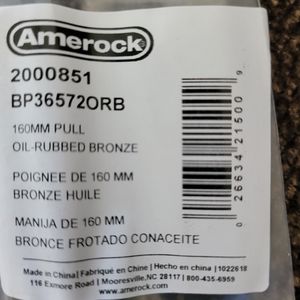 Amerock®
2000851
BP36572ORB
160MM PULL
OIL-RUBBED BRONZE
POIGNEE DE 160 MM
BRONZE HUILE
MANIJA DE 160 MM
BRONCE FROTADO CONACEITE
0 26634 21500 9
Made in China | Fabriqué en Chine | Hecho en china | 1022618
116 Exmore Road | Mooresville, NC 28117 | 800-435-6959
www.amerock.com